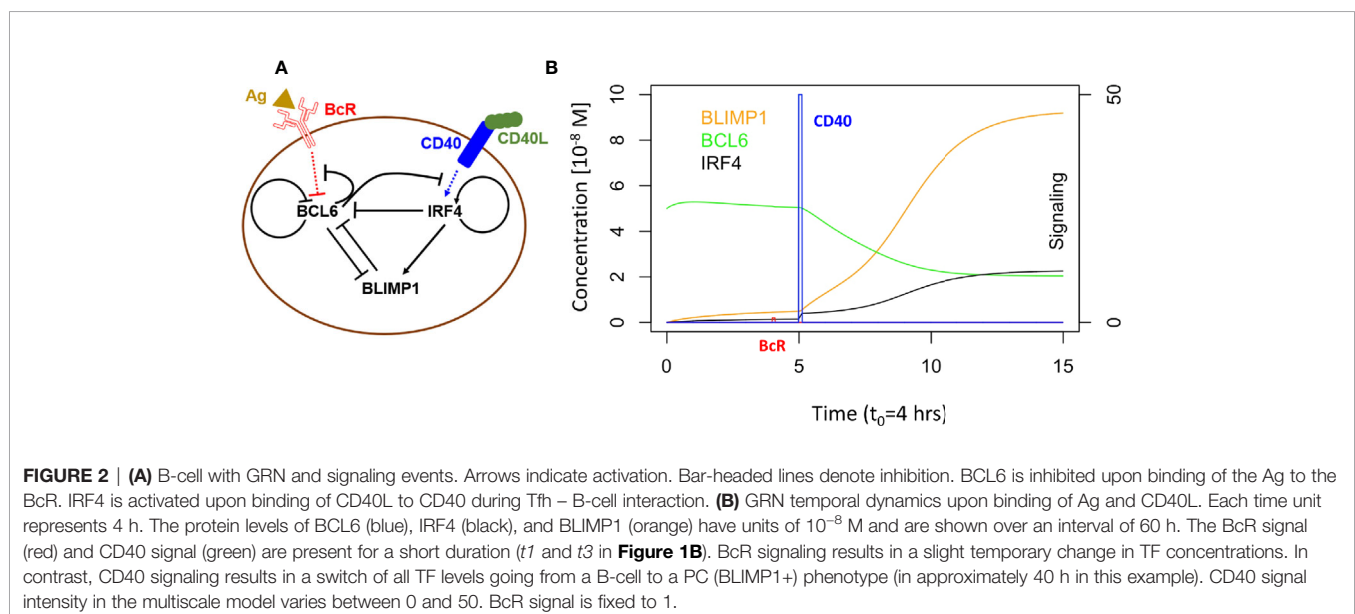 A
Ag
BcR
CD40
CD40L
BCL6
IRF4
BLIMP1
B
Concentration [10⁻⁸ M]
10
8
6
4
2
0
BLIMP1
BCL6
IRF4
CD40
BcR
50
0
Signaling
0 5 10 15
Time (t₀=4 hrs)
FIGURE 2 | (A) B-cell with GRN and signaling events. Arrows indicate activation. Bar-headed lines denote inhibition. BCL6 is inhibited upon binding of the Ag to the
BcR. IRF4 is activated upon binding of CD40L to CD40 during Tfh – B-cell interaction. (B) GRN temporal dynamics upon binding of Ag and CD40L. Each time unit
represents 4 h. The protein levels of BCL6 (blue), IRF4 (black), and BLIMP1 (orange) have units of 10⁻⁸ M and are shown over an interval of 60 h. The BcR signal
(red) and CD40 signal (green) are present for a short duration (t1 and t3 in Figure 1B). BcR signaling results in a slight temporary change in TF concentrations. In
contrast, CD40 signaling results in a switch of all TF levels going from a B-cell to a PC (BLIMP1+) phenotype (in approximately 40 h in this example). CD40 signal
intensity in the multiscale model varies between 0 and 50. BcR signal is fixed to 1.